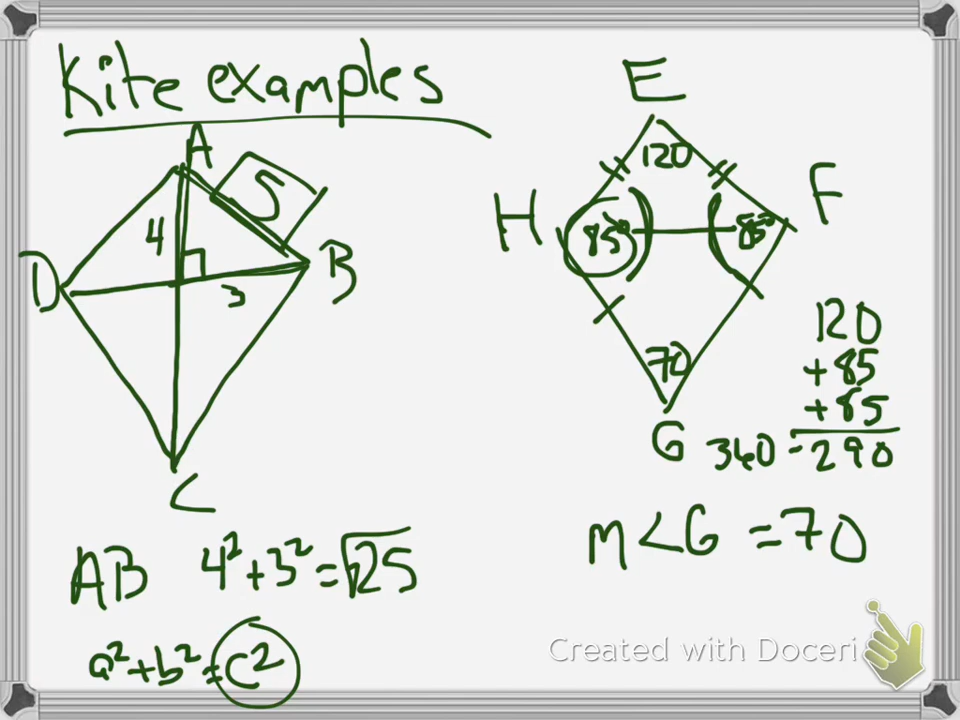 Kite examples
A
4
5
D
B
3
C
AB 4²+3²=√25
a²+b²=c²
E
120
H
85°
85°
F
70
G
120
+85
+85
360=290
m<G =70
Created with Doceri